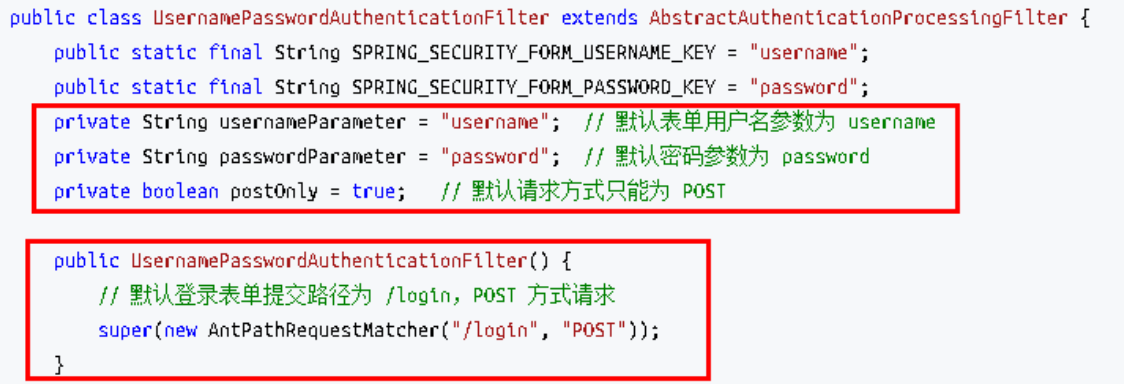 public class UsernamePasswordAuthenticationFilter extends AbstractAuthenticationProcessingFilter {
public static final String SPRING_SECURITY_FORM_USERNAME_KEY = "username";
public static final String SPRING_SECURITY_FORM_PASSWORD_KEY = "password";
private String usernameParameter = "username"; // 默认表单用户名参数为 username
private String passwordParameter = "password"; // 默认密码参数为 password
private boolean postOnly = true; // 默认请求方式只能为 POST
public UsernamePasswordAuthenticationFilter() {
// 默认登录表单提交路径为 /login，POST 方式请求
super(new AntPathRequestMatcher("/login", "POST"));
}